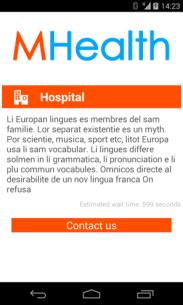 14:23
MHealth
Hospital
Li Europan lingues es membres del sam
familie. Lor separat existentie es un myth.
Por scientie, musica, sport etc, litot Europa
usa li sam vocabular. Li lingues differe
solmen in li grammatica, li pronunciation e li
plu commun vocabules. Omnicos directe al
desirabilite de un nov lingua franca On
refusa
Estimated wait time: 599 seconds
Contact us